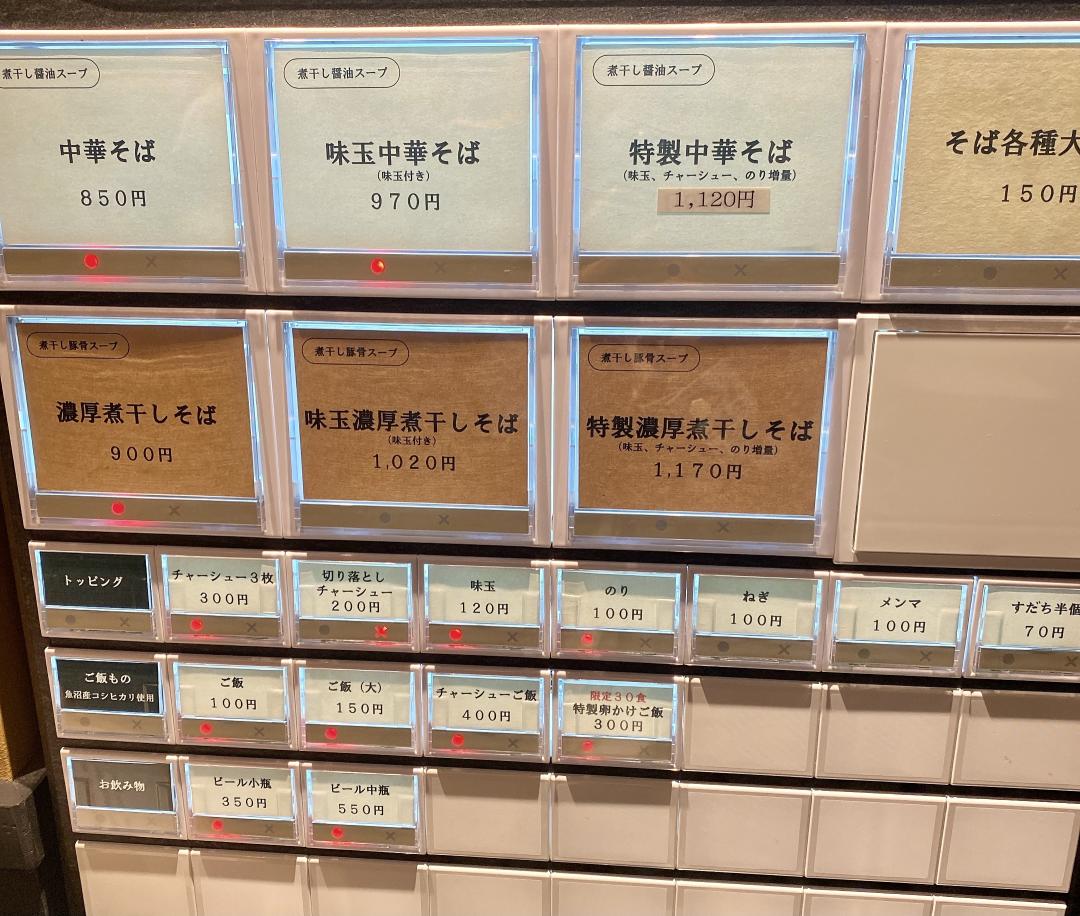 煮干し醤油スープ
中華そば
850円
煮干し醤油スープ
味玉中華そば
(味玉付き)
970円
煮干し醤油スープ
特製中華そば
(味玉、チャーシュー、のり増量)
1,120円
そば各種大
150円
煮干し豚骨スープ
濃厚煮干しそば
900円
煮干し豚骨スープ
味玉濃厚煮干しそば
(味玉付き)
1,020円
煮干し豚骨スープ
特製濃厚煮干しそば
(味玉、チャーシュー、のり増量)
1,170円
トッピング
チャーシュー3枚
300円
切り落とし
チャーシュー
200円
味玉
120円
のり
100円
ねぎ
100円
メンマ
100円
すだち半個
70円
ご飯もの
魚沼産コシヒカリ使用
ご飯
100円
ご飯(大)
150円
チャーシューご飯
400円
限定30食
特製卵かけご飯
300円
お飲み物
ビール小瓶
350円
ビール中瓶
550円